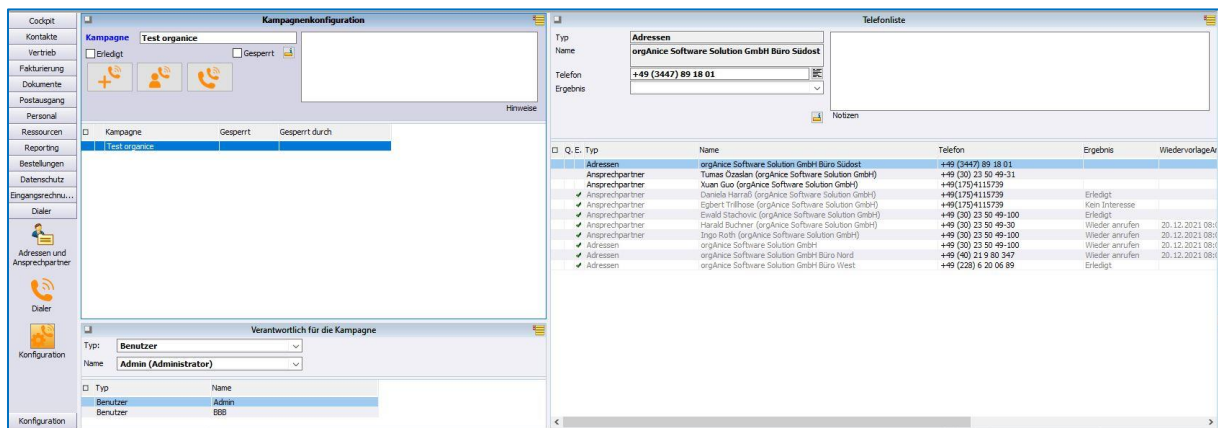 Cockpit
Kontakte
Vertrieb
Fakturierung
Dokumente
Postausgang
Personal
Ressourcen
Reporting
Bestellungen
Datenschutz
Eingangsrechnu...
Dialer
Adressen und
Ansprechpartner
Dialer
Konfiguration
Konfiguration
Kampagnenkonfiguration
Kampagne Test organice
Erledigt Gesperrt
Hinweise
Kampagne Gesperrt Gesperrt durch
Test organice
Verantwortlich für die Kampagne
Typ: Benutzer
Name Admin (Administrator)
Typ Name
Benutzer Admin
Benutzer BBB
Telefonliste
Typ Adressen
Name orgAnice Software Solution GmbH Büro Südost
Telefon +49 (3447) 89 18 01
Ergebnis
Notizen
Q. E. Typ Name Telefon Ergebnis WiedervorlageAr
Adressen orgAnice Software Solution GmbH Büro Südost +49 (3447) 89 18 01
Ansprechpartner Tumas Özaslan (orgAnice Software Solution GmbH) +49 (30) 23 50 49-31
Ansprechpartner Xuan Guo (orgAnice Software Solution GmbH) +49(175)4115739
Ansprechpartner Daniela Harraß (orgAnice Software Solution GmbH) +49(175)4115739 Erledigt
Ansprechpartner Egbert Trillhose (orgAnice Software Solution GmbH) +49(175)4115739 Kein Interesse
Ansprechpartner Ewald Stachovic (orgAnice Software Solution GmbH) +49 (30) 23 50 49-100 Erledigt
Ansprechpartner Harald Buchner (orgAnice Software Solution GmbH) +49 (30) 23 50 49-30 Wieder anrufen 20.12.2021 08:0
Ansprechpartner Ingo Roth (orgAnice Software Solution GmbH) +49 (30) 23 50 49-100 Wieder anrufen 20.12.2021 08:0
Adressen orgAnice Software Solution GmbH +49 (30) 23 50 49-100 Wieder anrufen 20.12.2021 08:0
Adressen orgAnice Software Solution GmbH Büro Nord +49 (40) 21 9 80 347 Wieder anrufen 20.12.2021 08:0
Adressen orgAnice Software Solution GmbH Büro West +49 (228) 6 20 06 89 Erledigt